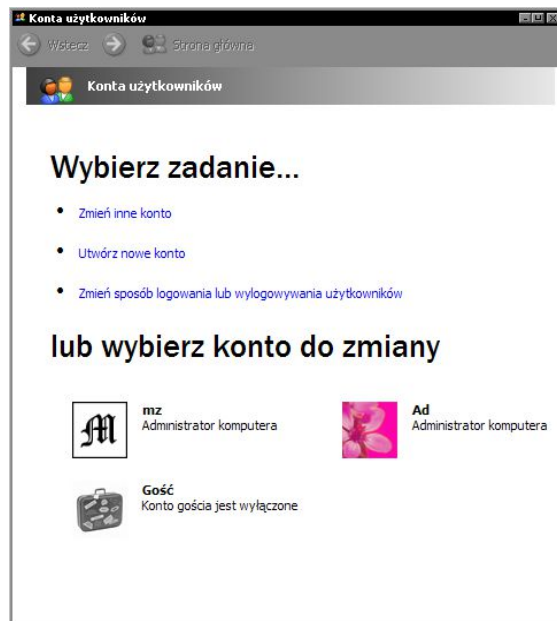 Konta użytkowników
Wstecz
Strona główna
Konta użytkowników
Wybierz zadanie...
• Zmień inne konto
• Utwórz nowe konto
• Zmień sposób logowania lub wylogowywania użytkowników
lub wybierz konto do zmiany
M
mz
Administrator komputera
Ad
Administrator komputera
Gość
Konto gościa jest wyłączone